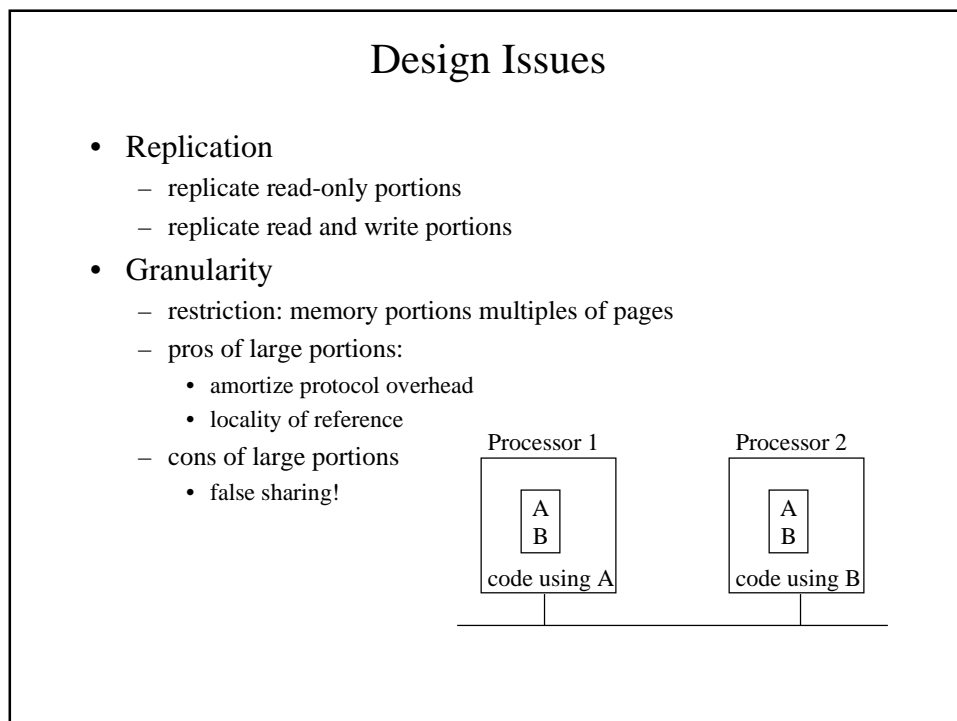 Design Issues
• Replication
– replicate read-only portions
– replicate read and write portions
• Granularity
– restriction: memory portions multiples of pages
– pros of large portions:
• amortize protocol overhead
• locality of reference
– cons of large portions
• false sharing!
Processor 1
A
B
code using A
Processor 2
A
B
code using B